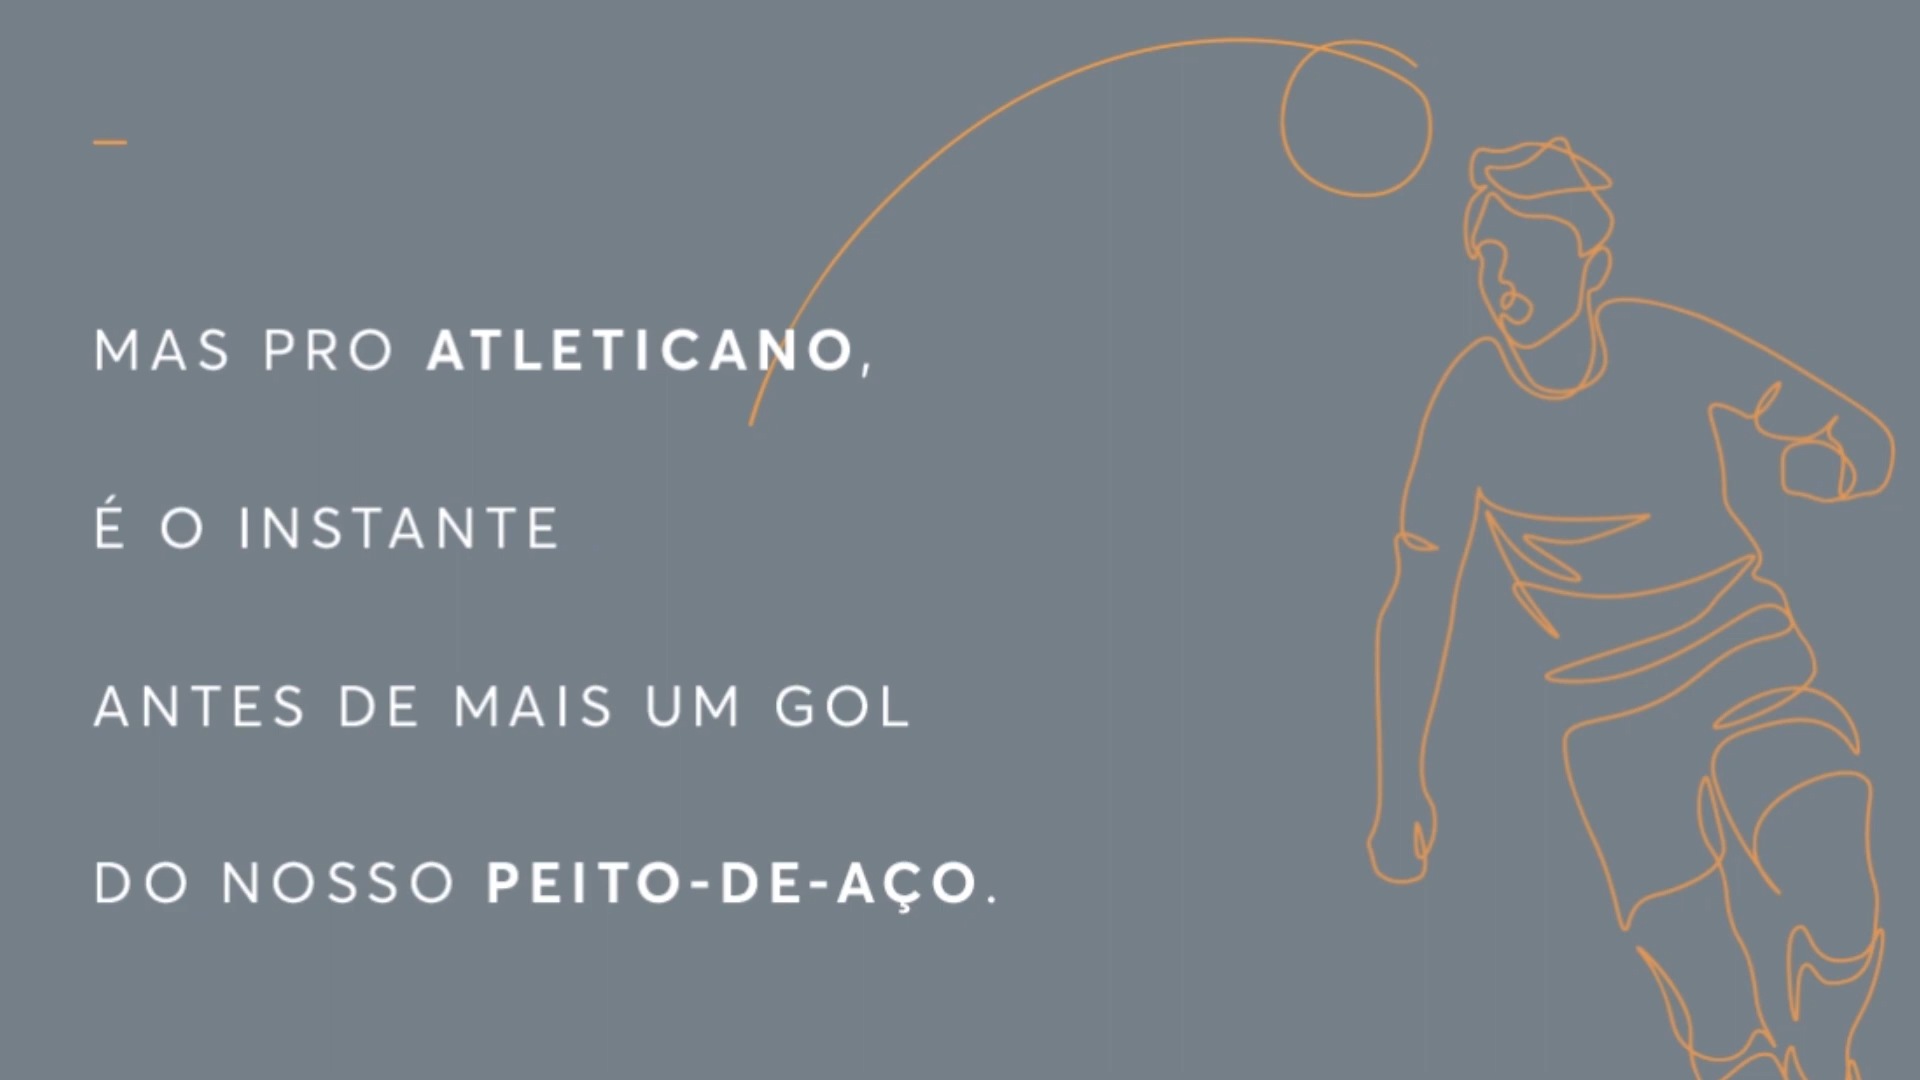 MAS PRO ATLETICANO,
É O INSTANTE
ANTES DE MAIS UM GOL
DO NOSSO PEITO-DE-AÇO.